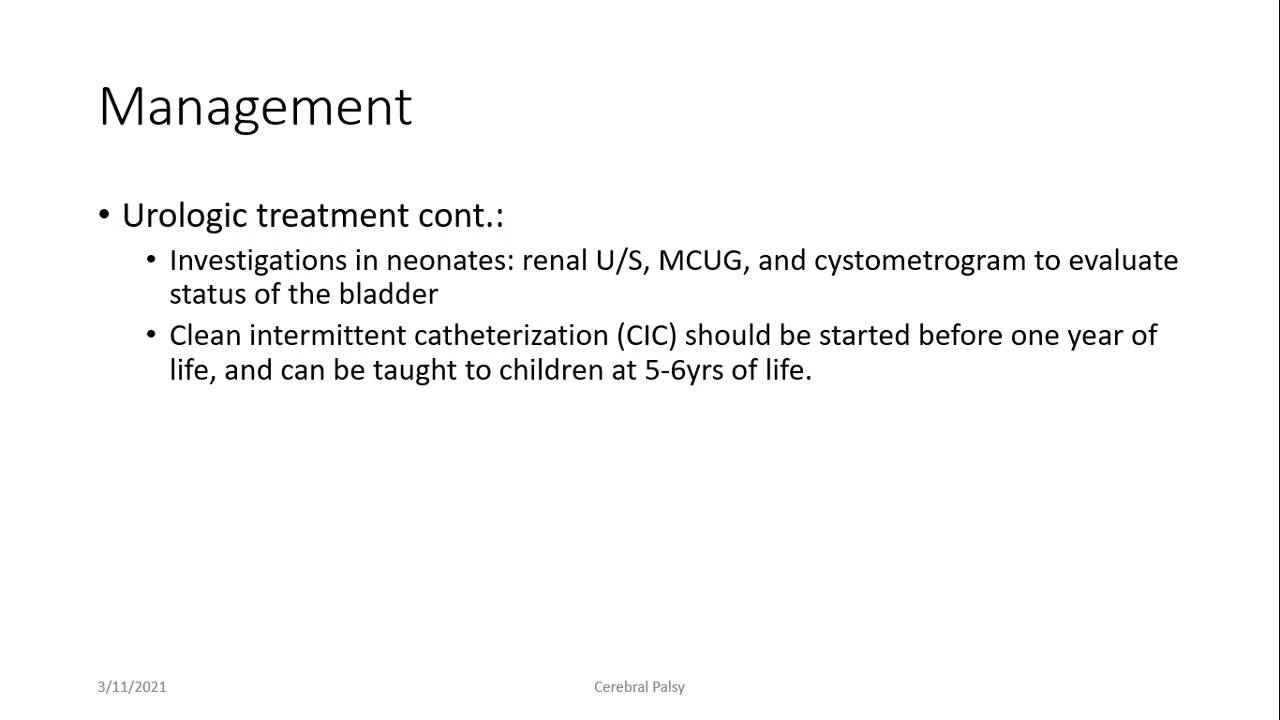 Management
• Urologic treatment cont.:
• Investigations in neonates: renal U/S, MCUG, and cystometrogram to evaluate
status of the bladder
• Clean intermittent catheterization (CIC) should be started before one year of
life, and can be taught to children at 5-6yrs of life.
3/11/2021
Cerebral Palsy